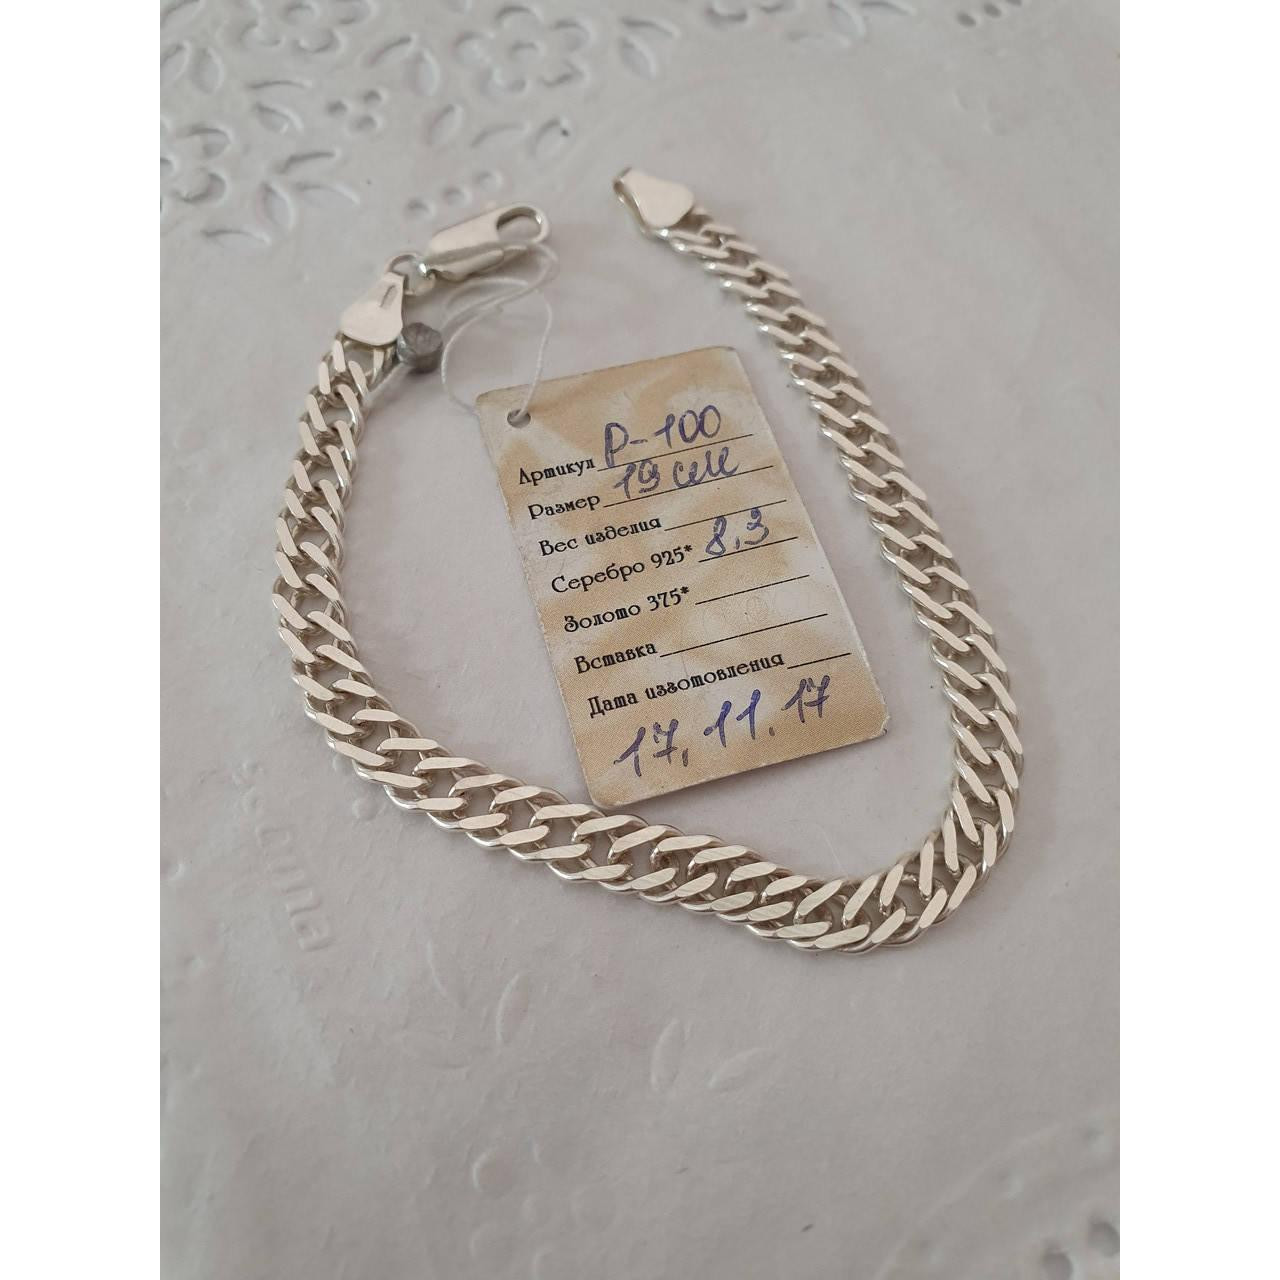 Артикул Р-100
Размер 19 см
Вес изделия
Серебро 925* 8,3
Золото 375*
Вставка
Дата изготовления
17.11.17